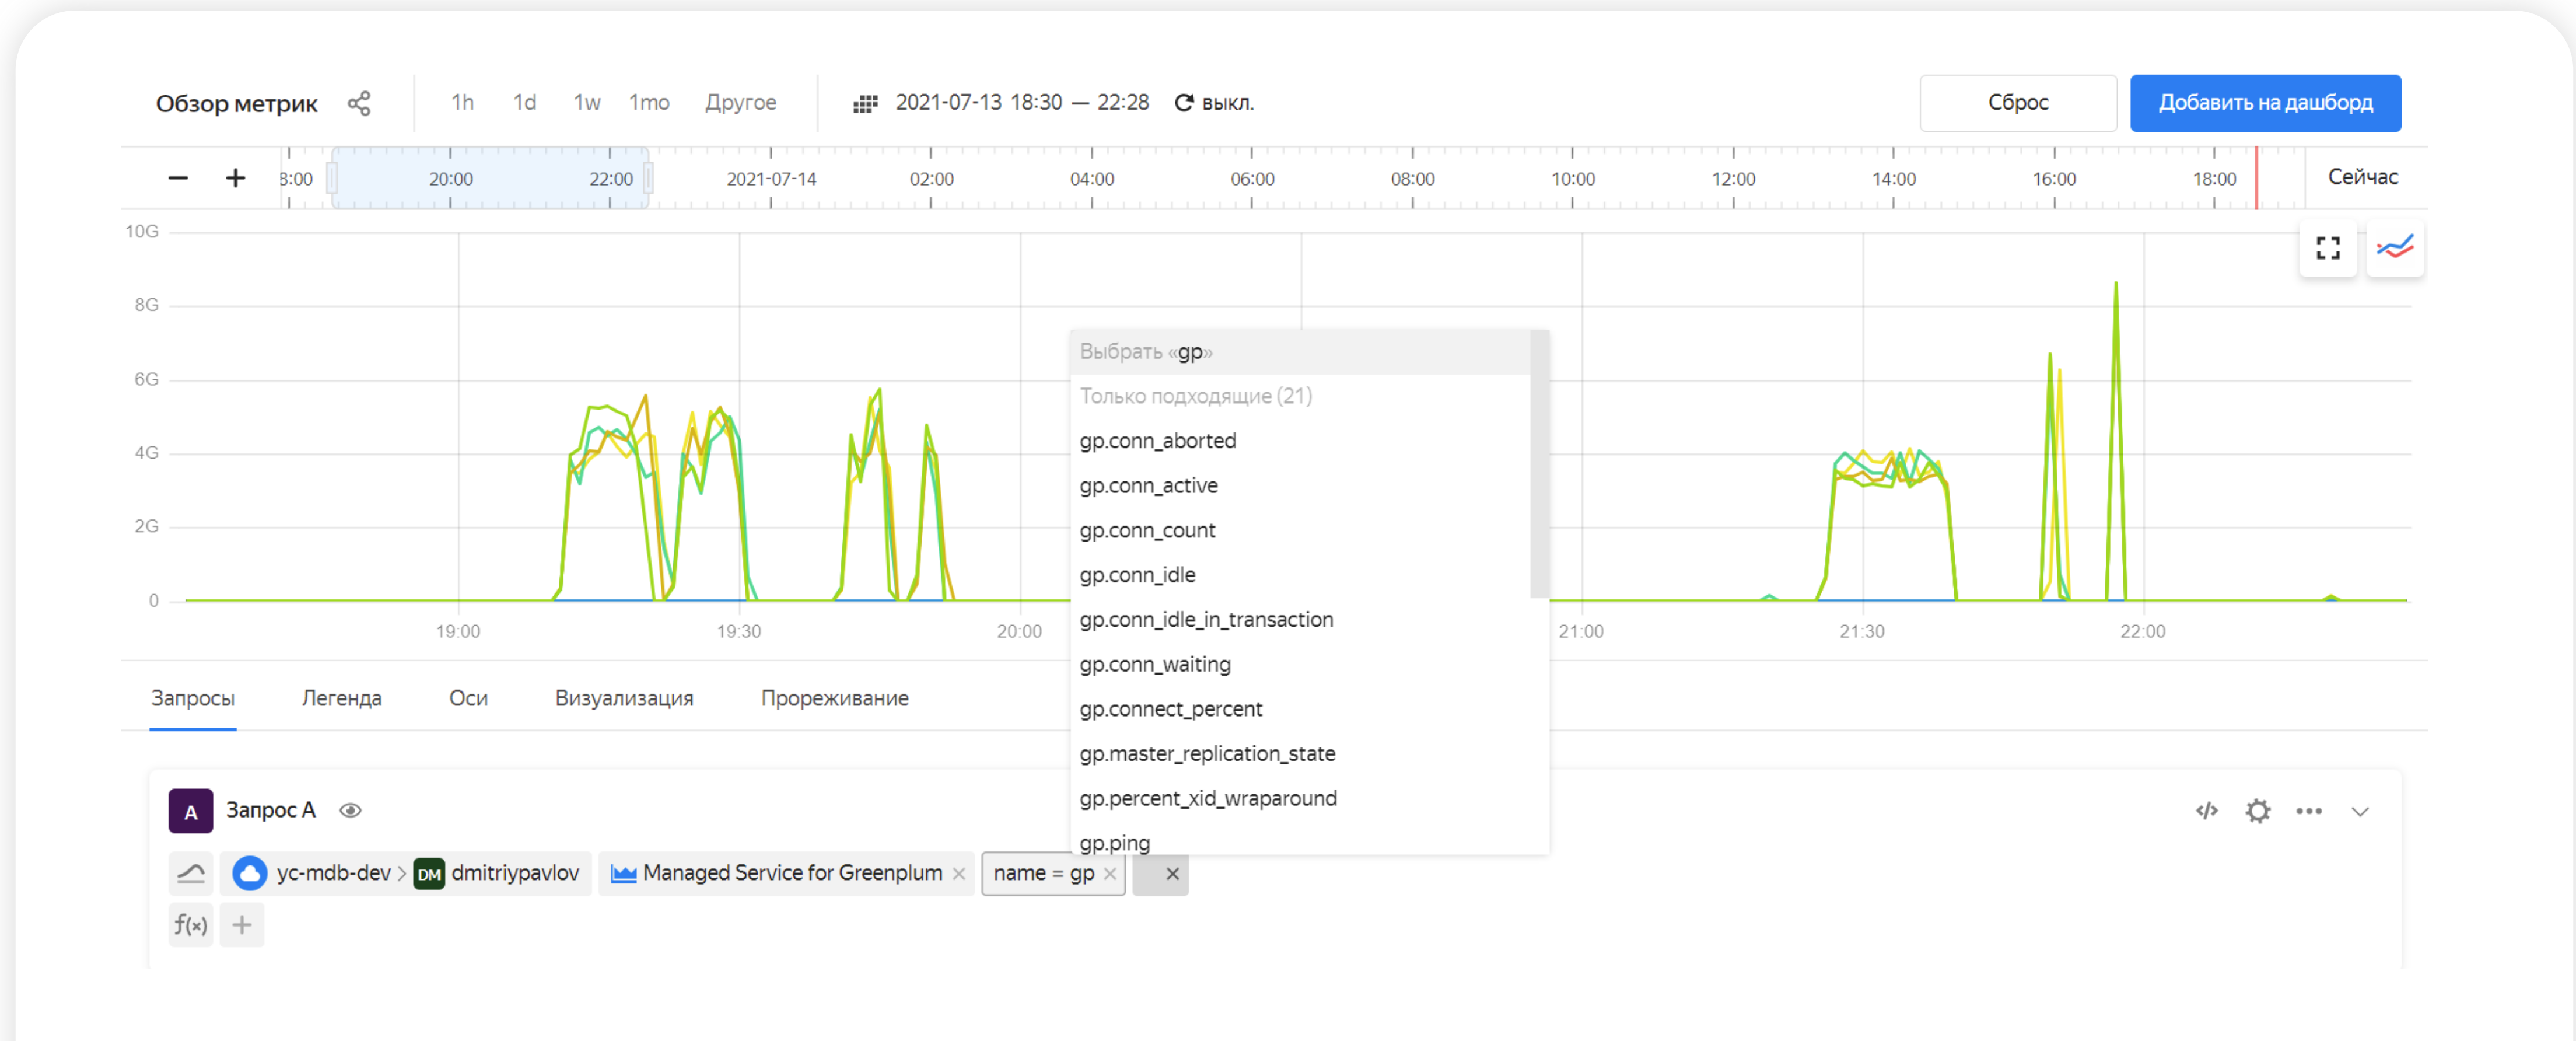 Обзор метрик 1h 1d 1w 1mo Другое 2021-07-13 18:30 — 22:28 выкл. Сброс Добавить на дашборд
8:00 20:00 22:00 2021-07-14 02:00 04:00 06:00 08:00 10:00 12:00 14:00 16:00 18:00 Сейчас
10G
8G
6G
4G
2G
0
19:00 19:30 20:00 21:00 21:30 22:00
Выбрать «gp»
Только подходящие (21)
gp.conn_aborted
gp.conn_active
gp.conn_count
gp.conn_idle
gp.conn_idle_in_transaction
gp.conn_waiting
gp.connect_percent
gp.master_replication_state
gp.percent_xid_wraparound
gp.ping
Запросы Легенда Оси Визуализация Прореживание
A Запрос A
yc-mdb-dev > DM dmitriypavlov Managed Service for Greenplum × name = gp × ×
f(x) +